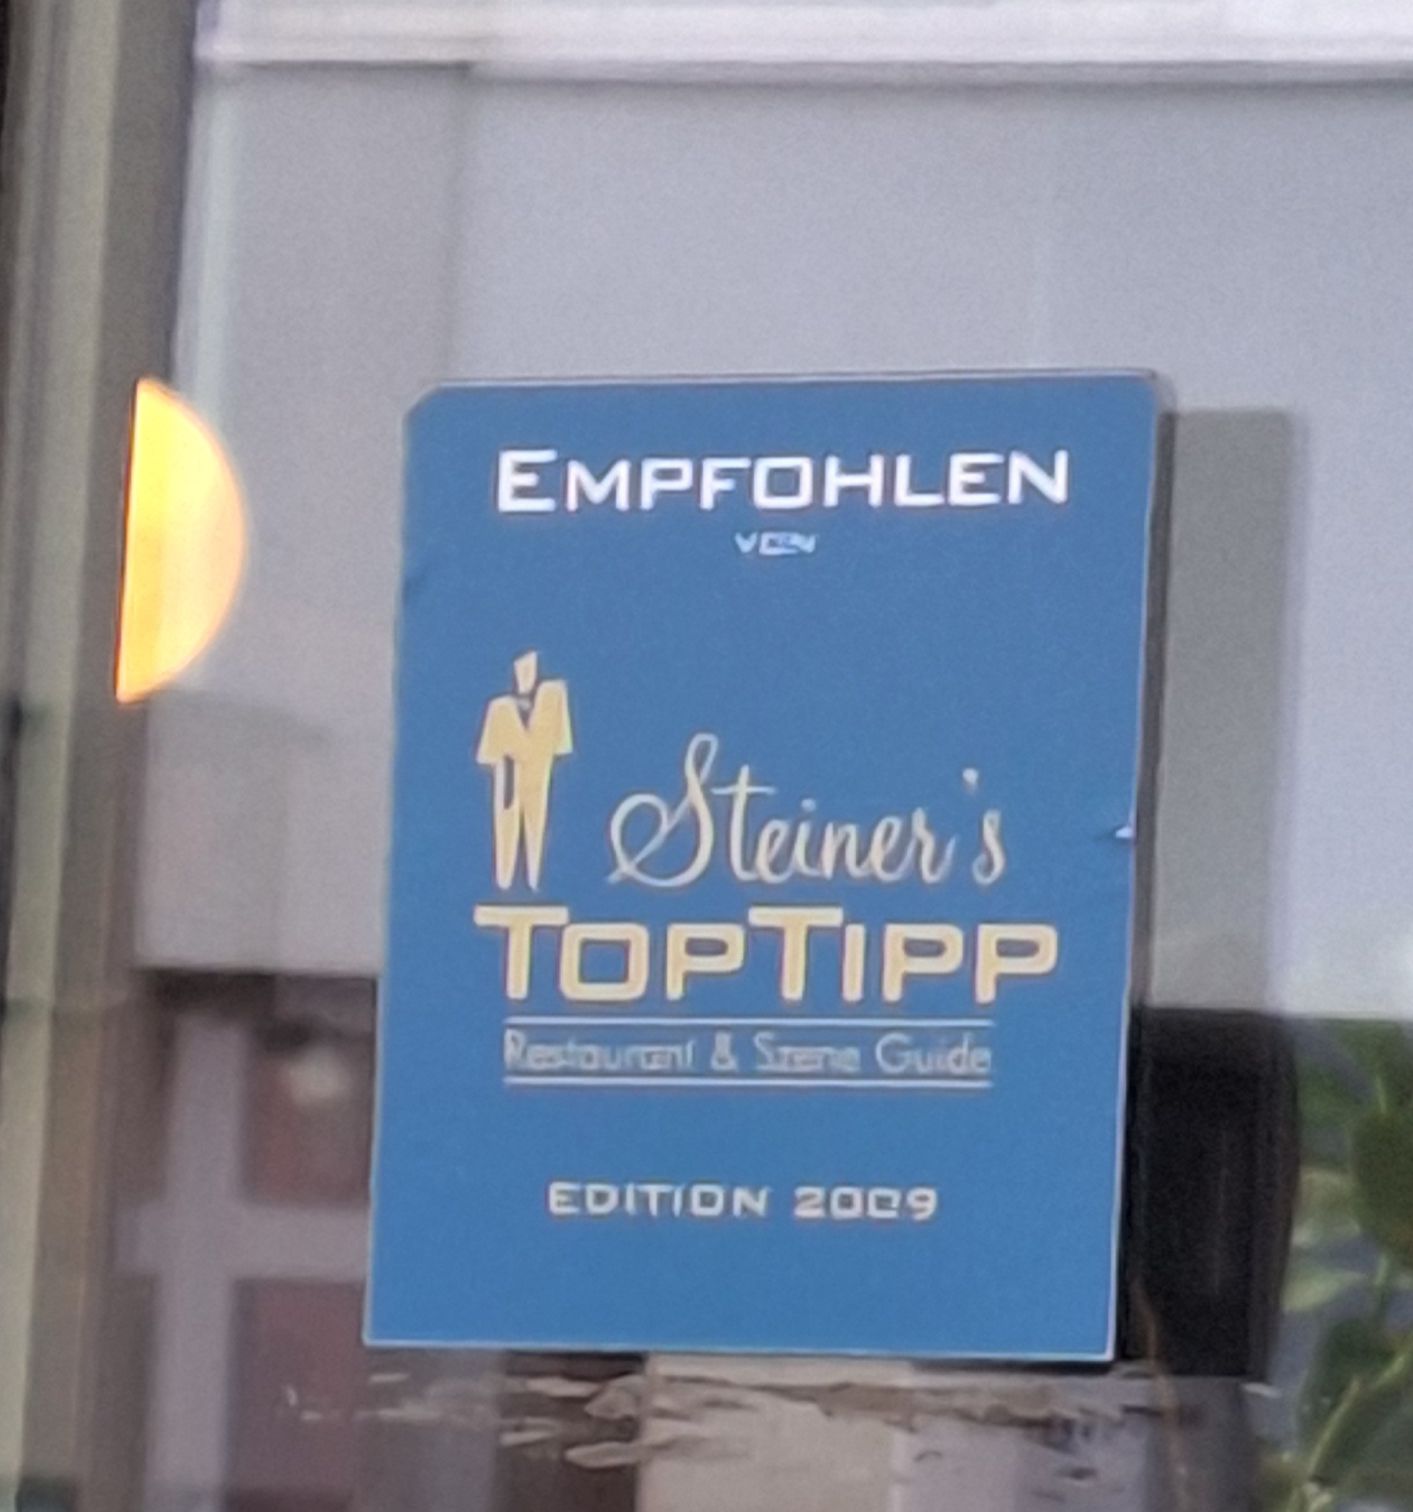 EMPFOHLEN
VON
Steiner's
TOPTIPP
Restaurant & Szene Guide
EDITION 2009